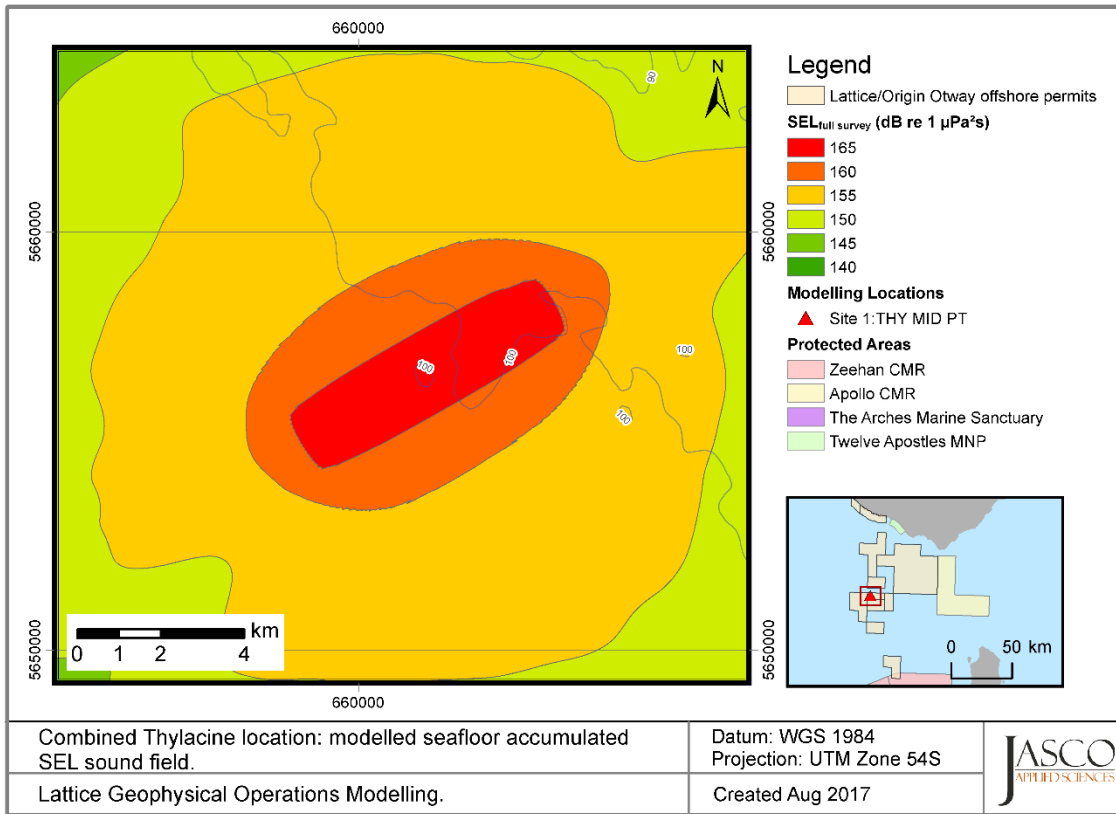 660000
90
N
5660000
5660000
100
100
100
100
km
0 1 2 4
5650000
5650000
660000
Legend
Lattice/Origin Otway offshore permits
SELfull survey (dB re 1 µPa²s)
165
160
155
150
145
140
Modelling Locations
Site 1:THY MID PT
Protected Areas
Zeehan CMR
Apollo CMR
The Arches Marine Sanctuary
Twelve Apostles MNP
0 50
km
Combined Thylacine location: modelled seafloor accumulated
SEL sound field.
Lattice Geophysical Operations Modelling.
Datum: WGS 1984
Projection: UTM Zone 54S
Created Aug 2017
JASCO
APPLIED SCIENCES